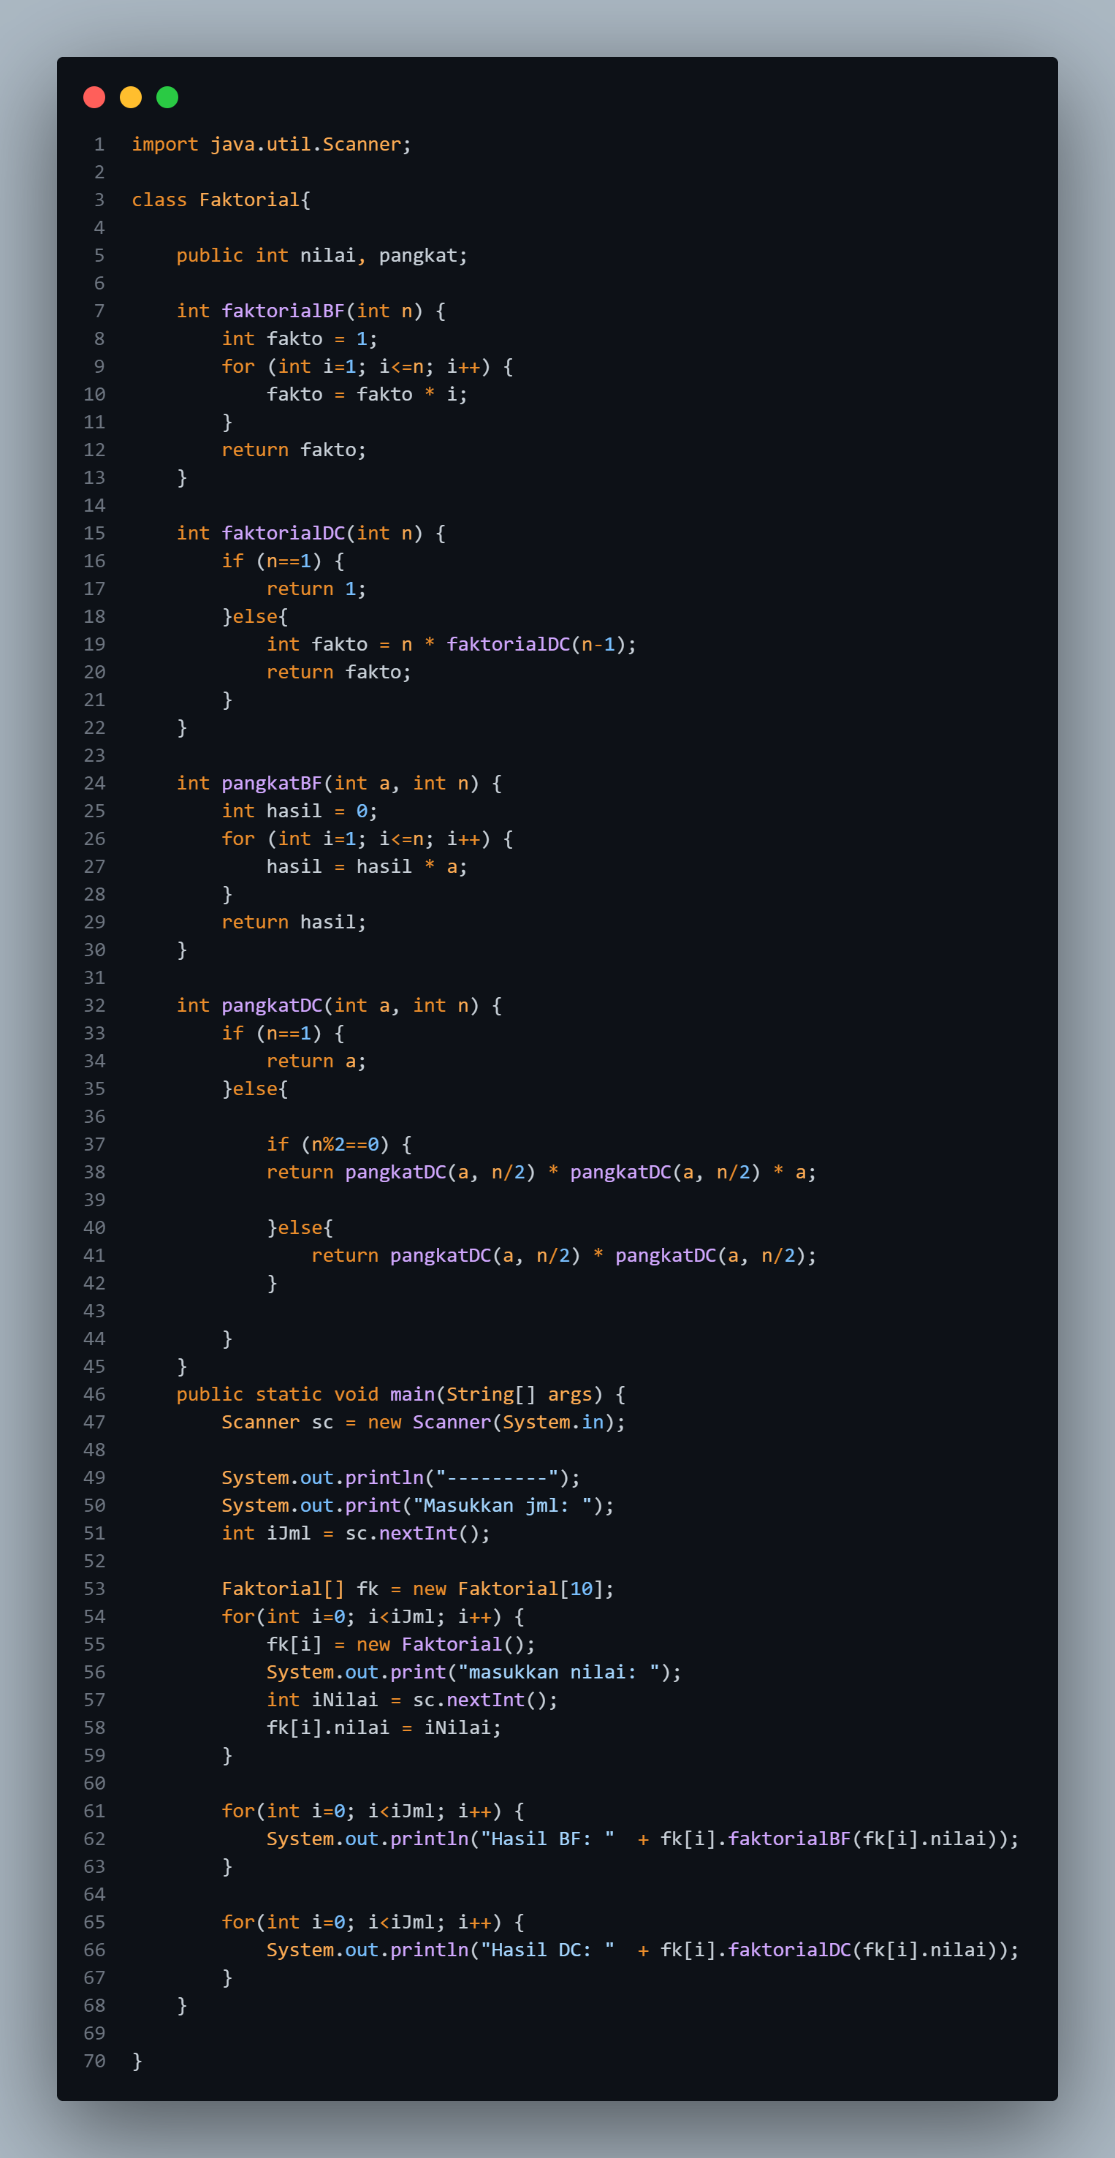 1 import java.util.Scanner;
2
3 class Faktorial{
4
5     public int nilai, pangkat;
6
7     int faktorialBF(int n) {
8         int fakto = 1;
9         for (int i=1; i<=n; i++) {
10             fakto = fakto * i;
11         }
12         return fakto;
13     }
14
15     int faktorialDC(int n) {
16         if (n==1) {
17             return 1;
18         }else{
19             int fakto = n * faktorialDC(n-1);
20             return fakto;
21         }
22     }
23
24     int pangkatBF(int a, int n) {
25         int hasil = 0;
26         for (int i=1; i<=n; i++) {
27             hasil = hasil * a;
28         }
29         return hasil;
30     }
31
32     int pangkatDC(int a, int n) {
33         if (n==1) {
34             return a;
35         }else{
36
37             if (n%2==0) {
38             return pangkatDC(a, n/2) * pangkatDC(a, n/2) * a;
39
40             }else{
41                 return pangkatDC(a, n/2) * pangkatDC(a, n/2);
42             }
43
44         }
45     }
46     public static void main(String[] args) {
47         Scanner sc = new Scanner(System.in);
48
49         System.out.println("---------");
50         System.out.print("Masukkan jml: ");
51         int iJml = sc.nextInt();
52
53         Faktorial[] fk = new Faktorial[10];
54         for(int i=0; i<iJml; i++) {
55             fk[i] = new Faktorial();
56             System.out.print("masukkan nilai: ");
57             int iNilai = sc.nextInt();
58             fk[i].nilai = iNilai;
59         }
60
61         for(int i=0; i<iJml; i++) {
62             System.out.println("Hasil BF: "  + fk[i].faktorialBF(fk[i].nilai));
63         }
64
65         for(int i=0; i<iJml; i++) {
66             System.out.println("Hasil DC: "  + fk[i].faktorialDC(fk[i].nilai));
67         }
68     }
69
70 }